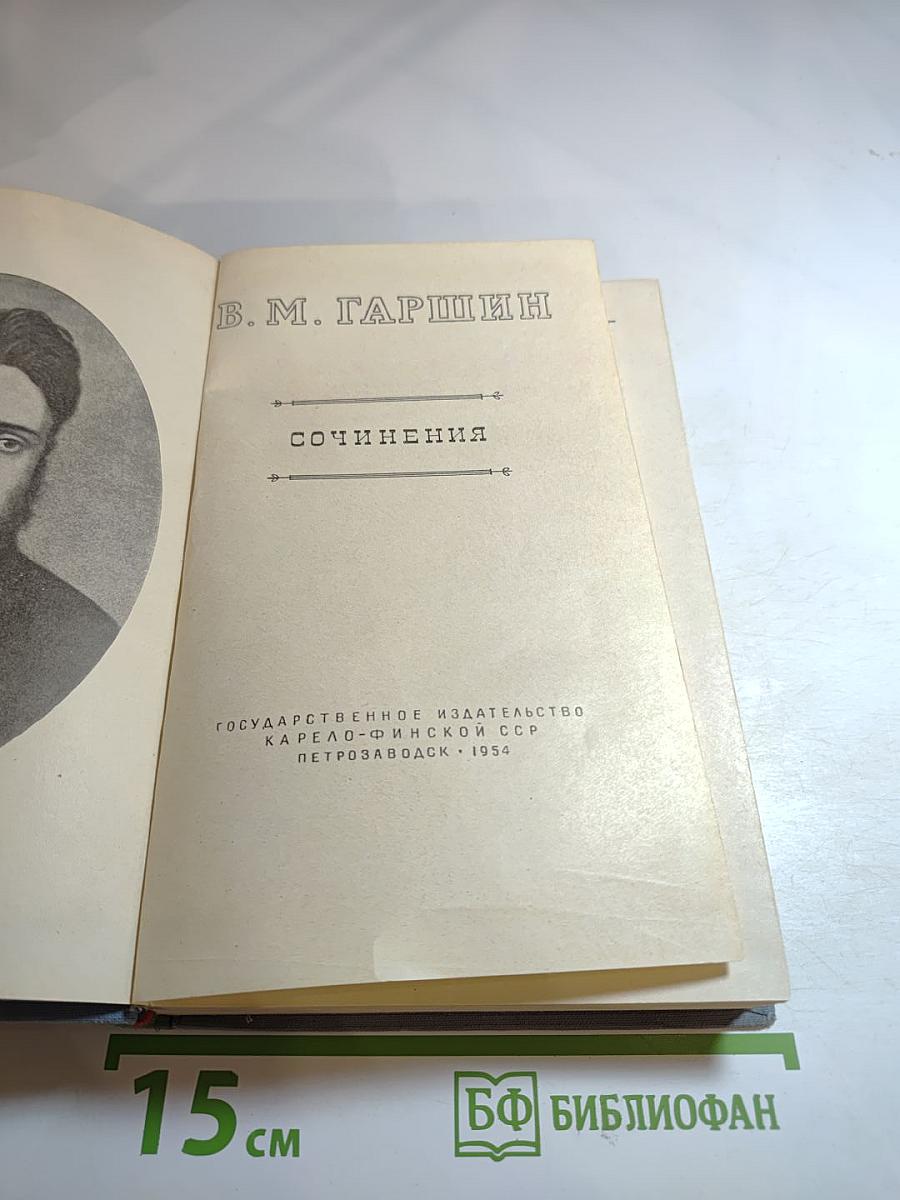 В. М. ГАРШИН
СОЧИНЕНИЯ
ГОСУДАРСТВЕННОЕ ИЗДАТЕЛЬСТВО
КАРЕЛО-ФИНСКОЙ ССР
ПЕТРОЗАВОДСК • 1954
15 СМ
БФ БИБЛИОФАН